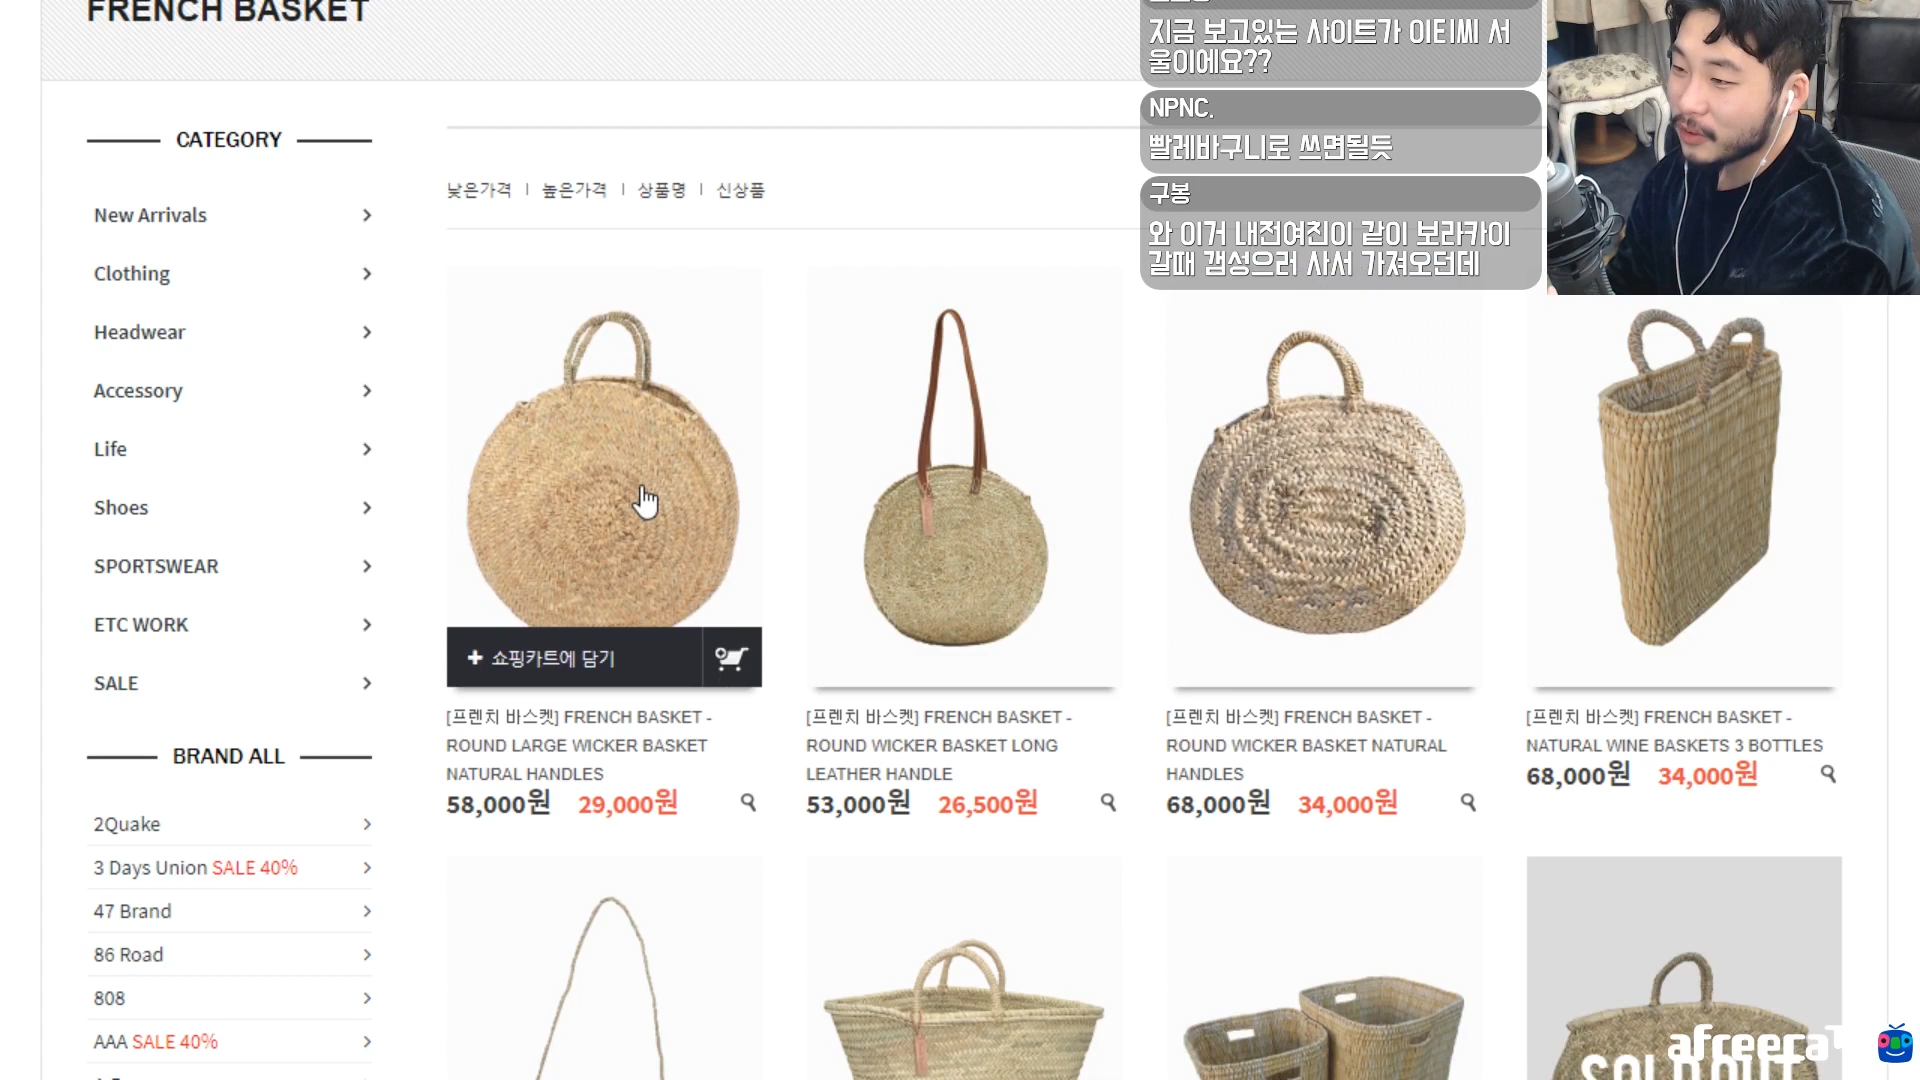 FRENCH BASKET
지금 보고있는 사이트가 이티씨 서
울이에요??
NPNC.
빨레바구니로 쓰면될듯
구봉
와 이거 내전여친이 같이 보라카이
갈때 갬성으러 사서 가져오던데
CATEGORY
New Arrivals
Clothing
Headwear
Accessory
Life
Shoes
SPORTSWEAR
ETC WORK
SALE
BRAND ALL
2Quake
3 Days Union SALE 40%
47 Brand
86 Road
808
AAA SALE 40%
낮은가격 | 높은가격 | 상품명 | 신상품
+ 쇼핑카트에 담기
[프렌치 바스켓] FRENCH BASKET -
ROUND LARGE WICKER BASKET
NATURAL HANDLES
58,000원 29,000원
[프렌치 바스켓] FRENCH BASKET -
ROUND WICKER BASKET LONG
LEATHER HANDLE
53,000원 26,500원
[프렌치 바스켓] FRENCH BASKET -
ROUND WICKER BASKET NATURAL
HANDLES
68,000원 34,000원
[프렌치 바스켓] FRENCH BASKET -
NATURAL WINE BASKETS 3 BOTTLES
68,000원 34,000원
SOLDOUT
afreecaT